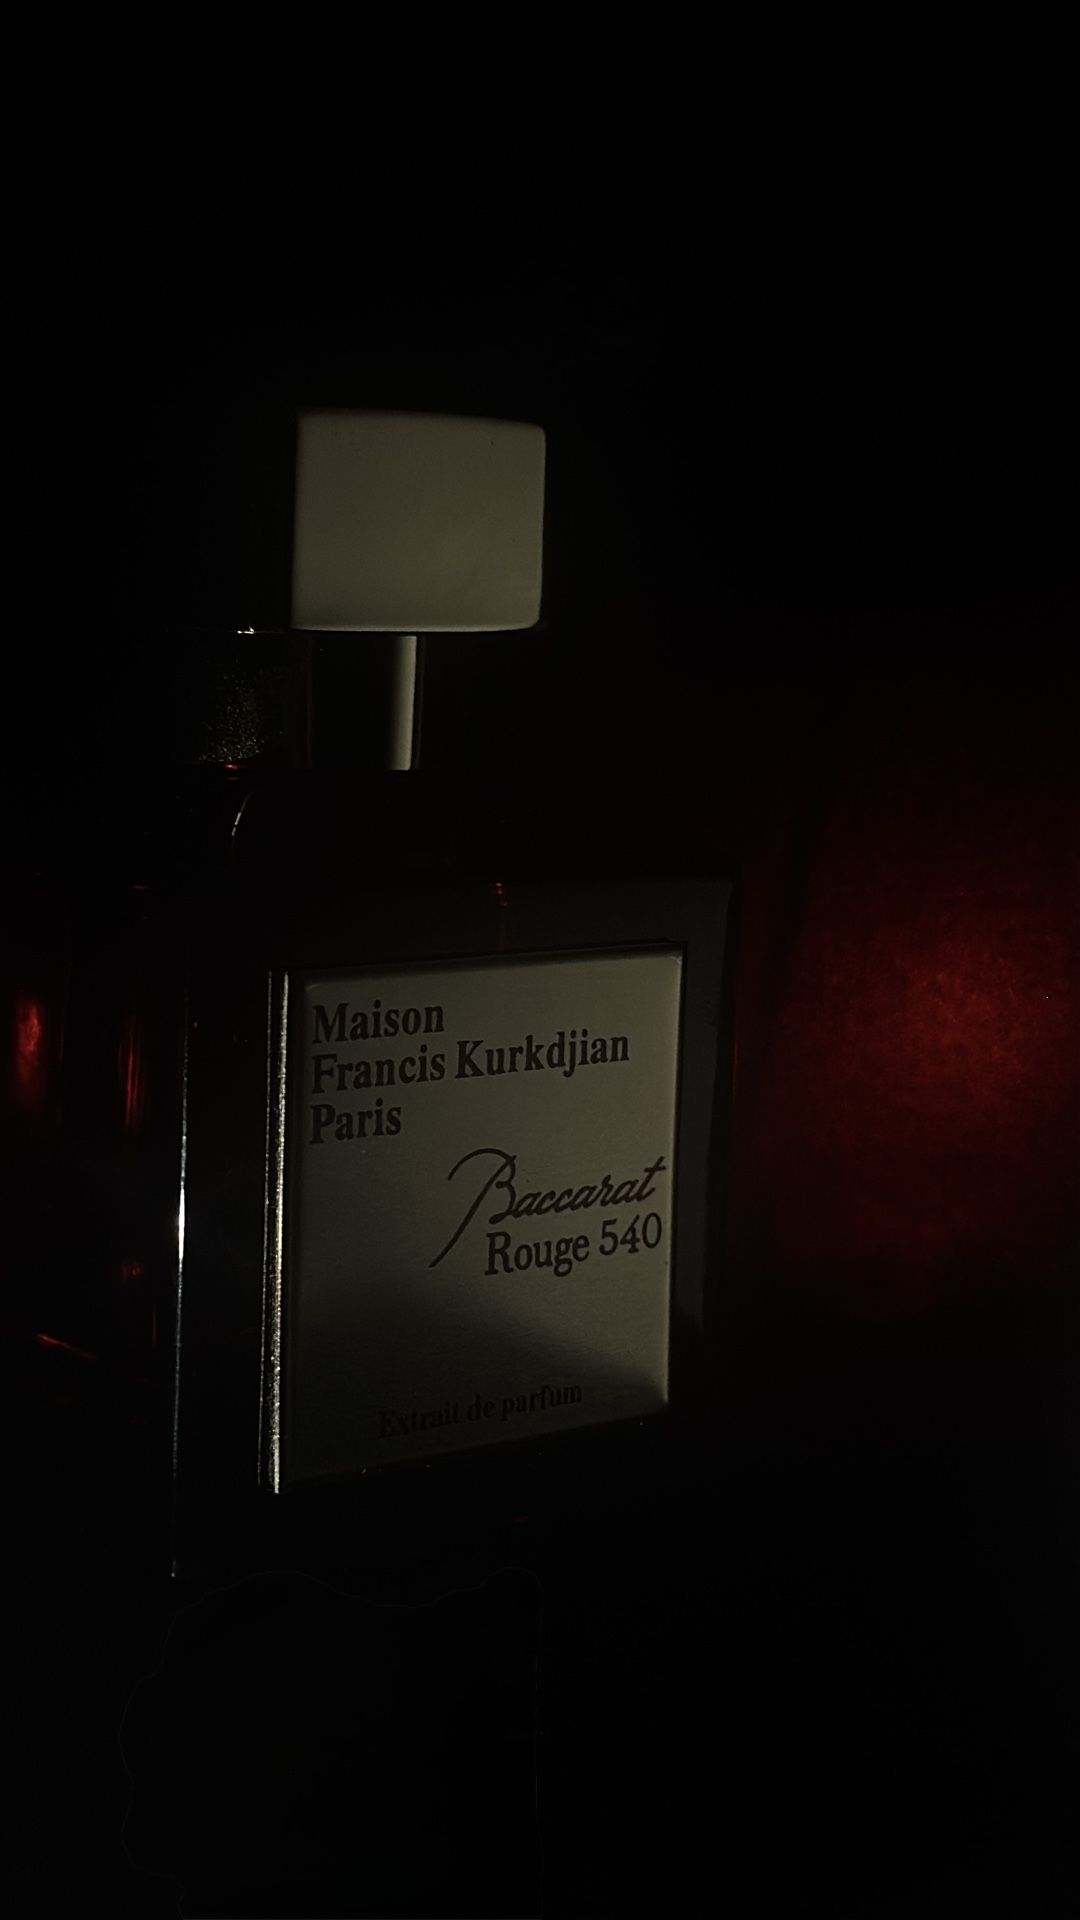 Maison
Francis Kurkdjian
Paris
Baccarat
Rouge 540
Extrait de parfum